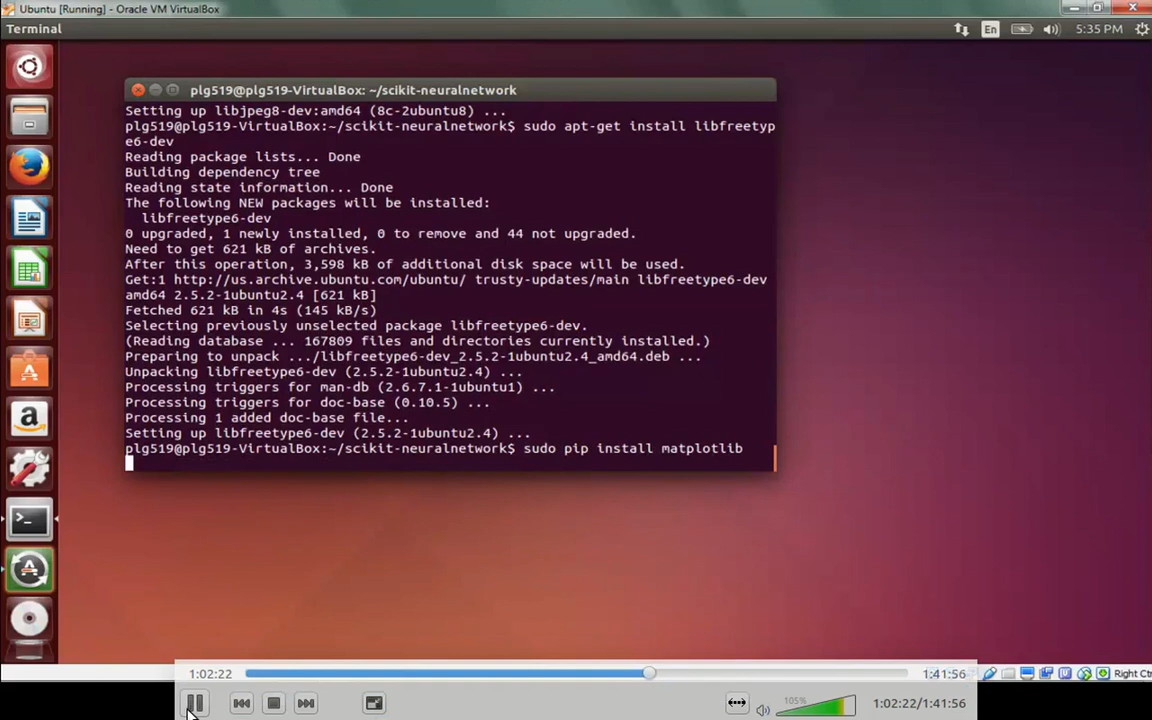 Ubuntu [Running] - Oracle VM VirtualBox
Terminal
En
5:35 PM
plg519@plg519-VirtualBox: ~/scikit-neuralnetwork
Setting up libjpeg8-dev:amd64 (8c-2ubuntu8) ...
plg519@plg519-VirtualBox:~/scikit-neuralnetwork$ sudo apt-get install libfreetyp
e6-dev
Reading package lists... Done
Building dependency tree
Reading state information... Done
The following NEW packages will be installed:
libfreetype6-dev
0 upgraded, 1 newly installed, 0 to remove and 44 not upgraded.
Need to get 621 kB of archives.
After this operation, 3,598 kB of additional disk space will be used.
Get:1 http://us.archive.ubuntu.com/ubuntu/ trusty-updates/main libfreetype6-dev
amd64 2.5.2-1ubuntu2.4 [621 kB]
Fetched 621 kB in 4s (145 kB/s)
Selecting previously unselected package libfreetype6-dev.
(Reading database ... 167809 files and directories currently installed.)
Preparing to unpack .../libfreetype6-dev_2.5.2-1ubuntu2.4_amd64.deb ...
Unpacking libfreetype6-dev (2.5.2-1ubuntu2.4) ...
Processing triggers for man-db (2.6.7.1-1ubuntu1) ...
Processing triggers for doc-base (0.10.5) ...
Processing 1 added doc-base file...
Setting up libfreetype6-dev (2.5.2-1ubuntu2.4) ...
plg519@plg519-VirtualBox:~/scikit-neuralnetwork$ sudo pip install matplotlib
1:02:22
1:41:56
Right Ctr
105%
1:02:22/1:41:56